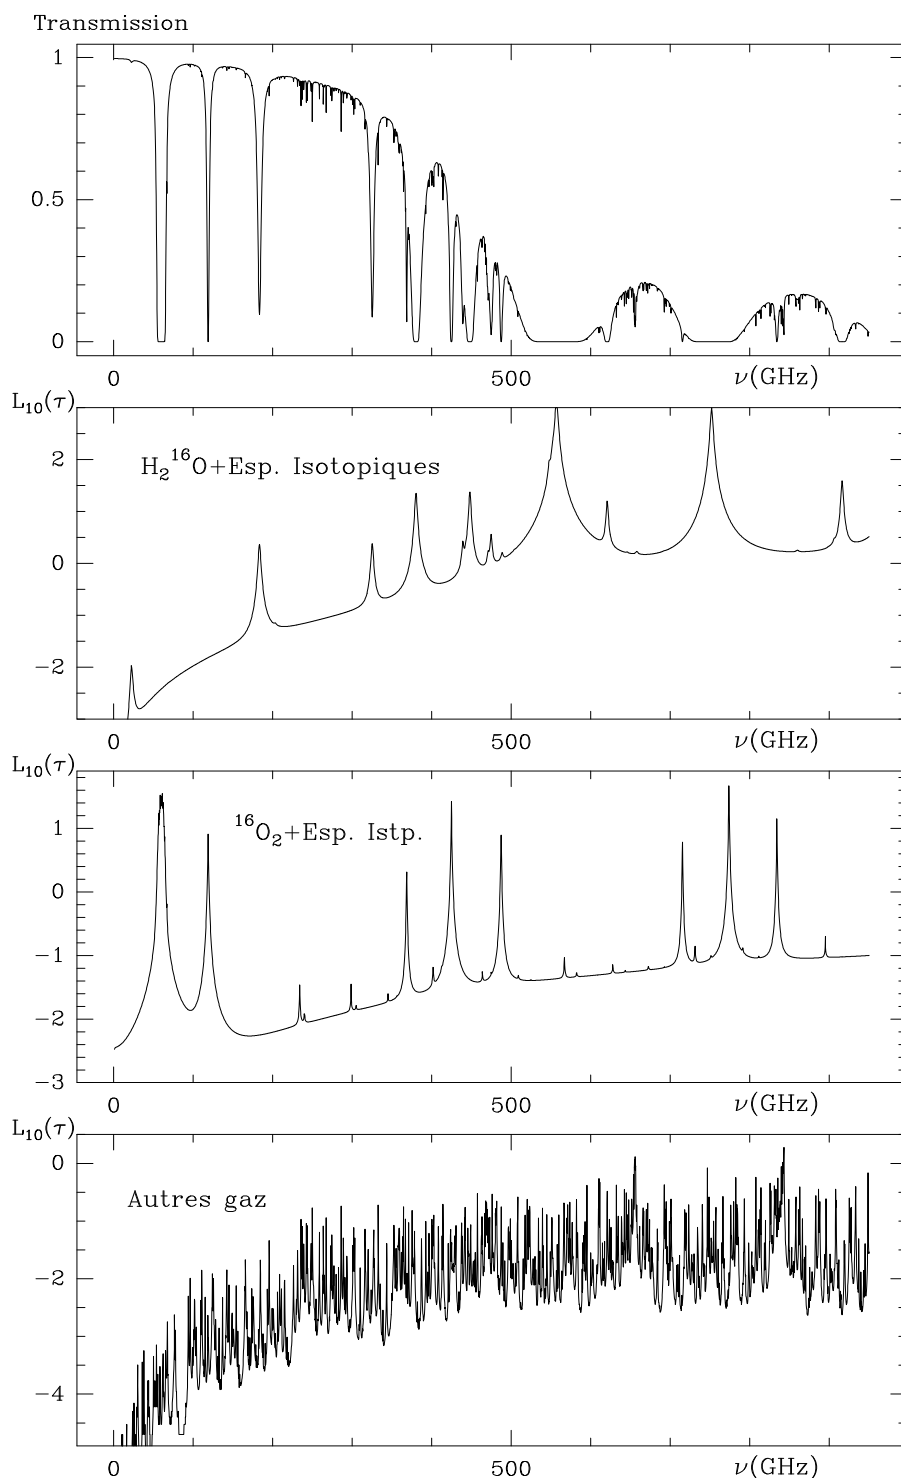 Transmission
1
0.5
0
0 500 ν(GHz)
L₁₀(τ)
2
H₂¹⁶O+Esp. Isotopiques
0
−2
0 500 ν(GHz)
L₁₀(τ)
1
¹⁶O₂+Esp. Istp.
0
−1
−2
−3
0 500 ν(GHz)
L₁₀(τ)
0
Autres gaz
−2
−4
0 500 ν(GHz)